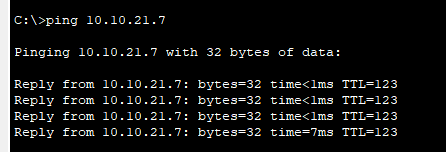 C:\>ping 10.10.21.7
Pinging 10.10.21.7 with 32 bytes of data:
Reply from 10.10.21.7: bytes=32 time<1ms TTL=123
Reply from 10.10.21.7: bytes=32 time<1ms TTL=123
Reply from 10.10.21.7: bytes=32 time<1ms TTL=123
Reply from 10.10.21.7: bytes=32 time=7ms TTL=123